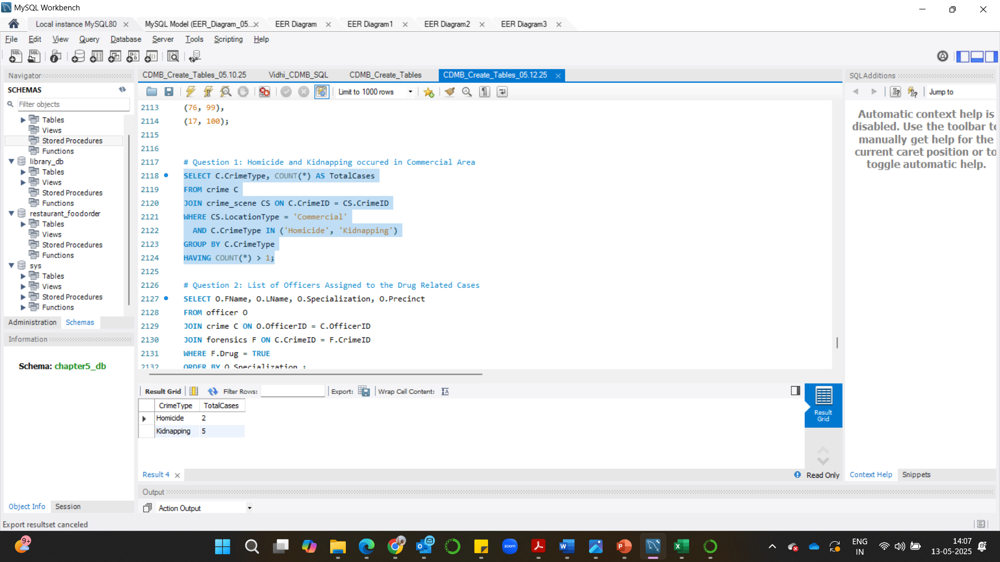 MySQL Workbench
Local instance MySQL80
MySQL Model (EER_Diagram_05...
EER Diagram
EER Diagram1
EER Diagram2
EER Diagram3
File Edit View Query Database Server Tools Scripting Help
Navigator
SCHEMAS
Filter objects
Tables
Views
Stored Procedures
Functions
library_db
Tables
Views
Stored Procedures
Functions
restaurant_foodorder
Tables
Views
Stored Procedures
Functions
sys
Tables
Views
Stored Procedures
Functions
Administration Schemas
Information
Schema: chapter5_db
Object Info Session
CDMB_Create_Tables_05.10.25 Vidhi_CDMB_SQL CDMB_Create_Tables CDMB_Create_Tables_05.12.25
Limit to 1000 rows
2113 (76, 99),
2114 (17, 100);
2115
2116
2117 # Question 1: Homicide and Kidnapping occured in Commercial Area
2118 SELECT C.CrimeType, COUNT(*) AS TotalCases
2119 FROM crime C
2120 JOIN crime_scene CS ON C.CrimeID = CS.CrimeID
2121 WHERE CS.LocationType = 'Commercial'
2122 AND C.CrimeType IN ('Homicide', 'Kidnapping')
2123 GROUP BY C.CrimeType
2124 HAVING COUNT(*) > 1;
2125
2126 # Question 2: List of Officers Assigned to the Drug Related Cases
2127 SELECT O.FName, O.LName, O.Specialization, O.Precinct
2128 FROM officer O
2129 JOIN crime C ON O.OfficerID = C.OfficerID
2130 JOIN forensics F ON C.CrimeID = F.CrimeID
2131 WHERE F.Drug = TRUE
2132 ORDER BY O.Specialization ;
Result Grid Filter Rows: Export: Wrap Cell Content:
CrimeType TotalCases
Homicide 2
Kidnapping 5
Result Grid
Result 4
Read Only
Output
Action Output
SQLAdditions
Jump to
Automatic context help is
disabled. Use the toolbar to
manually get help for the
current caret position or to
toggle automatic help.
Context Help Snippets
Export resultset canceled
9+
zoom
ENG
IN
14:07
13-05-2025